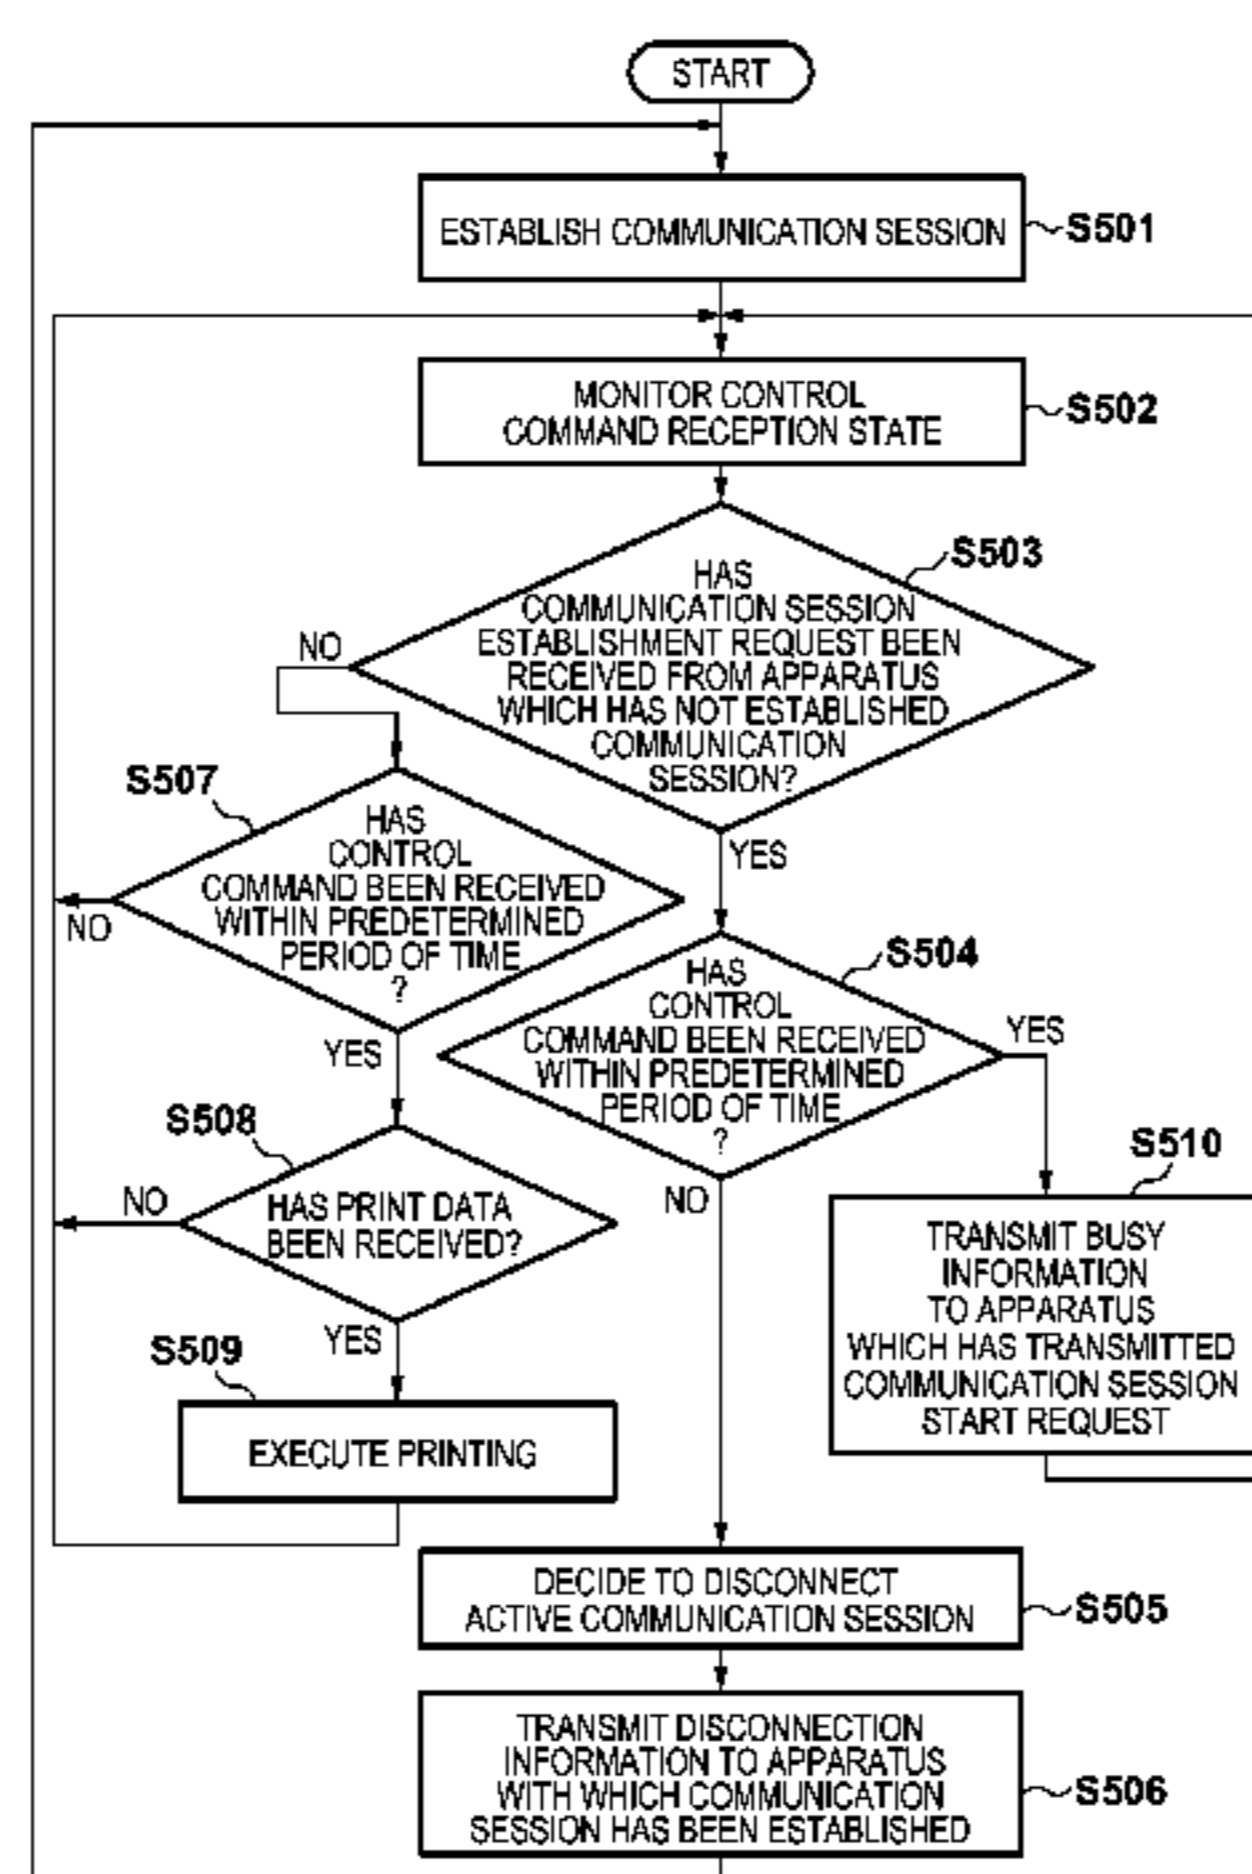 START
ESTABLISH COMMUNICATION SESSION
S501
MONITOR CONTROL
COMMAND RECEPTION STATE
S502
S503
HAS
COMMUNICATION SESSION
ESTABLISHMENT REQUEST BEEN
RECEIVED FROM APPARATUS
WHICH HAS NOT ESTABLISHED
COMMUNICATION
SESSION?
NO
YES
S507
HAS
CONTROL
COMMAND BEEN RECEIVED
WITHIN PREDETERMINED
PERIOD OF TIME
?
NO
YES
S504
HAS
CONTROL
COMMAND BEEN RECEIVED
WITHIN PREDETERMINED
PERIOD OF TIME
?
YES
NO
S508
HAS PRINT DATA
BEEN RECEIVED?
NO
YES
S510
TRANSMIT BUSY
INFORMATION
TO APPARATUS
WHICH HAS TRANSMITTED
COMMUNICATION SESSION
START REQUEST
S509
EXECUTE PRINTING
DECIDE TO DISCONNECT
ACTIVE COMMUNICATION SESSION
S505
TRANSMIT DISCONNECTION
INFORMATION TO APPARATUS
WITH WHICH COMMUNICATION
SESSION HAS BEEN ESTABLISHED
S506